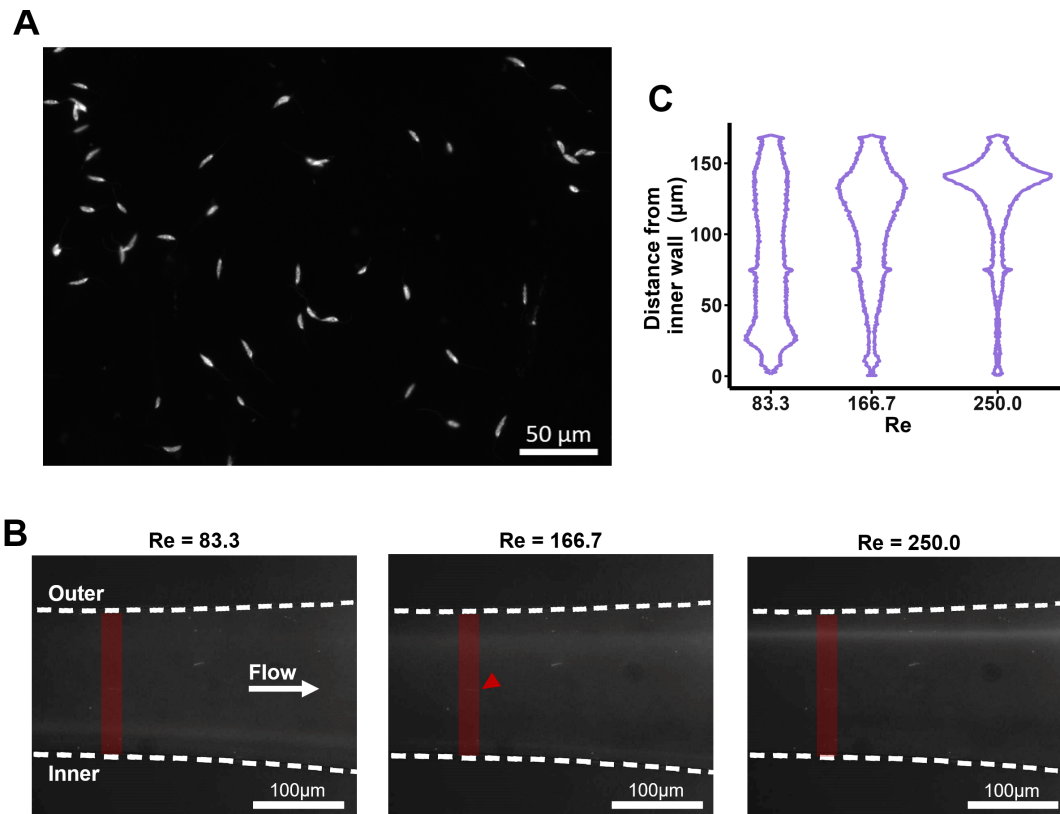 A
50 µm
C
Distance from
inner wall (µm)
150
100
50
0
83.3
166.7
250.0
Re
B
Re = 83.3
Re = 166.7
Re = 250.0
Outer
Flow
Inner
100µm
100µm
100µm